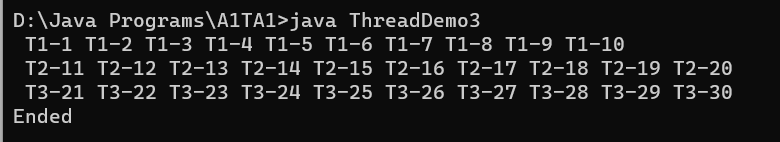 D:\Java Programs\A1TA1>java ThreadDemo3
T1-1 T1-2 T1-3 T1-4 T1-5 T1-6 T1-7 T1-8 T1-9 T1-10
T2-11 T2-12 T2-13 T2-14 T2-15 T2-16 T2-17 T2-18 T2-19 T2-20
T3-21 T3-22 T3-23 T3-24 T3-25 T3-26 T3-27 T3-28 T3-29 T3-30
Ended